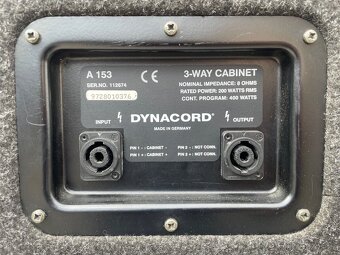 A 153
SER.NO. 112674
9728010376
CE
3-WAY CABINET
NOMINAL IMPEDANCE: 8 OHMS
RATED POWER: 200 WATTS RMS
CONT. PROGRAM: 400 WATTS
INPUT
DYNACORD
MADE IN GERMANY
OUTPUT
PIN 1 - : CABINET - PIN 2 - : NOT CONN.
PIN 1 + : CABINET + PIN 2 + : NOT CONN.